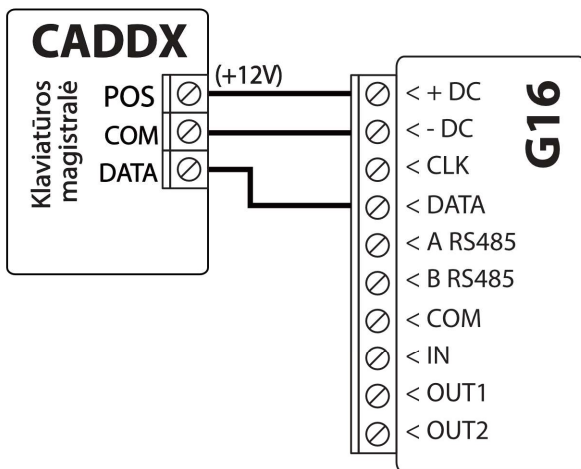 CADDX
Klaviatūros
magistralė
POS
COM
DATA
(+12V)
G16
< + DC
< - DC
< CLK
< DATA
< A RS485
< B RS485
< COM
< IN
< OUT1
< OUT2